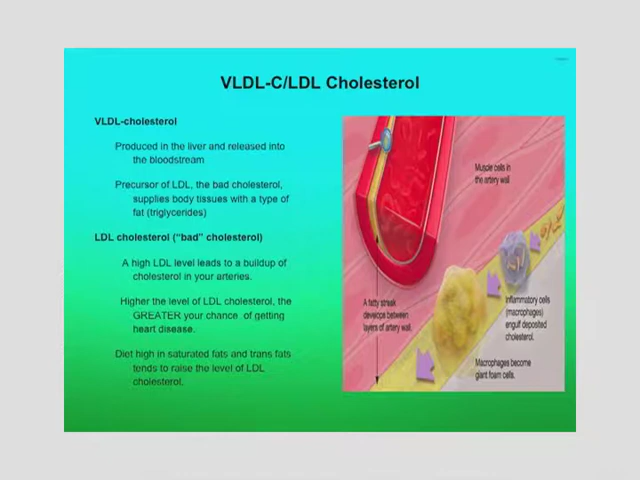 VLDL-C/LDL Cholesterol
VLDL-cholesterol
Produced in the liver and released into
the bloodstream
Precursor of LDL, the bad cholesterol,
supplies body tissues with a type of
fat (triglycerides)
LDL cholesterol (“bad” cholesterol)
A high LDL level leads to a buildup of
cholesterol in your arteries.
Higher the level of LDL cholesterol, the
GREATER your chance of getting
heart disease.
Diet high in saturated fats and trans fats
tends to raise the level of LDL
cholesterol.
Muscle cells in
the artery wall
A fatty streak
develops between
layers of artery wall.
Inflammatory cells
(macrophages)
engulf deposited
cholesterol.
Macrophages become
giant foam cells.